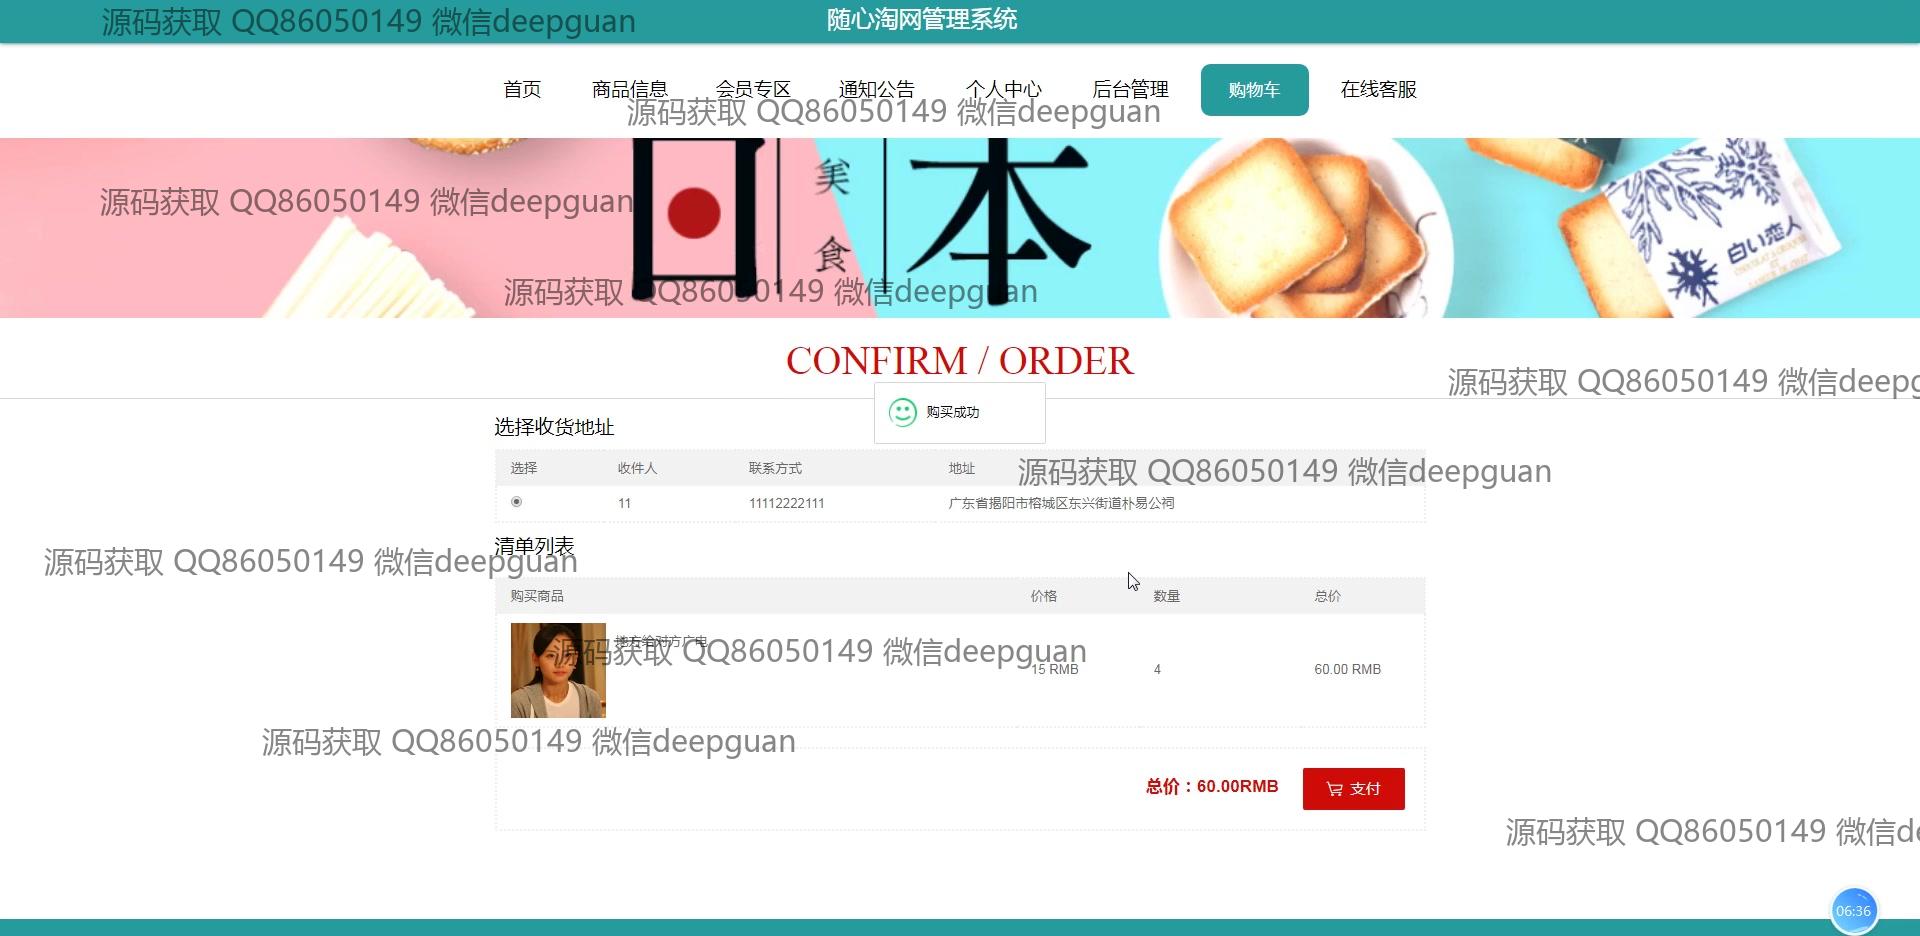 随心淘网管理系统
源码获取 QQ86050149 微信deepguan
首页 商品信息 会员专区 通知公告 个人中心 后台管理 购物车 在线客服
源码获取 QQ86050149 微信deepguan
日本
美食
白い恋人
源码获取 QQ86050149 微信deepguan
源码获取 QQ86050149 微信deepguan
CONFIRM / ORDER
源码获取 QQ86050149 微信deepg
购买成功
选择收货地址
选择 收件人 联系方式 地址
源码获取 QQ86050149 微信deepguan
11 11112222111 广东省揭阳市榕城区东兴街道朴易公祠
清单列表
源码获取 QQ86050149 微信deepguan
购买商品 价格 数量 总价
地方给对方广电
源码获取 QQ86050149 微信deepguan
15 RMB 4 60.00 RMB
源码获取 QQ86050149 微信deepguan
总价：60.00RMB 支付
源码获取 QQ86050149 微信de
06:36